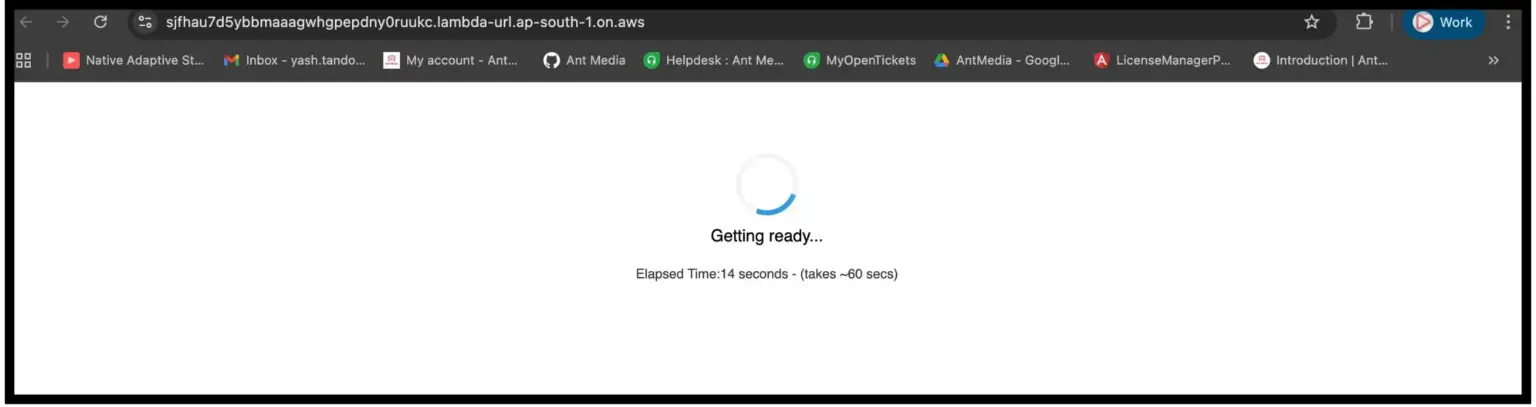 sjfhau7d5ybbmaaagwhgpepdny0ruukc.lambda-url.ap-south-1.on.aws Work
Native Adaptive St... Inbox - yash.tando... My account - Ant... Ant Media Helpdesk : Ant Me... MyOpenTickets AntMedia - Googl... LicenseManagerP... Introduction | Ant...
Getting ready...
Elapsed Time:14 seconds - (takes ~60 secs)